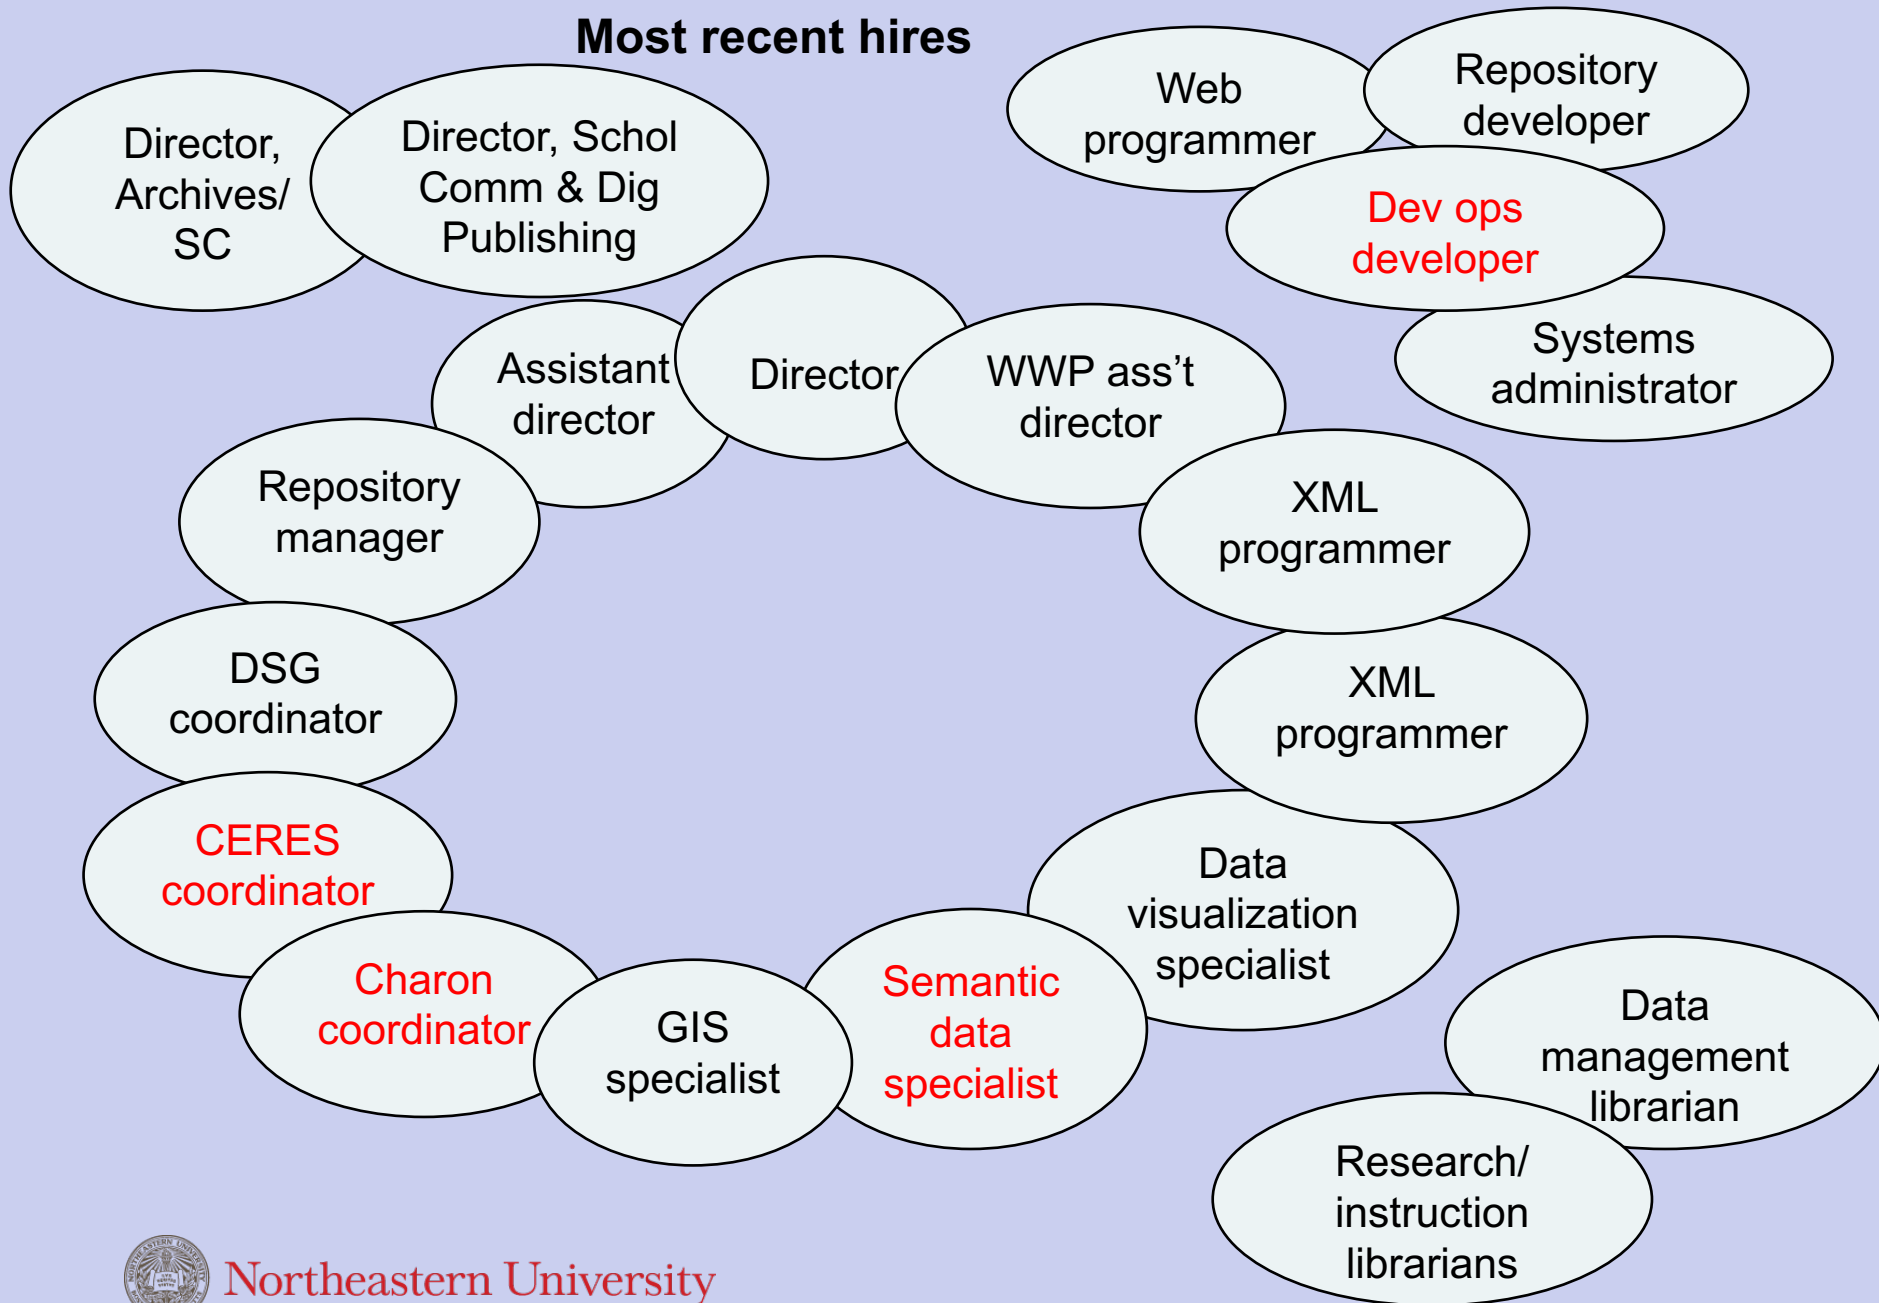 Most recent hires
Director,
Archives/
SC
Director, Schol
Comm & Dig
Publishing
Web
programmer
Repository
developer
Dev ops
developer
Systems
administrator
Assistant
director
Director
WWP ass’t
director
Repository
manager
XML
programmer
DSG
coordinator
XML
programmer
CERES
coordinator
Data
visualization
specialist
Charon
coordinator
GIS
specialist
Semantic
data
specialist
Data
management
librarian
Research/
instruction
librarians
Northeastern University